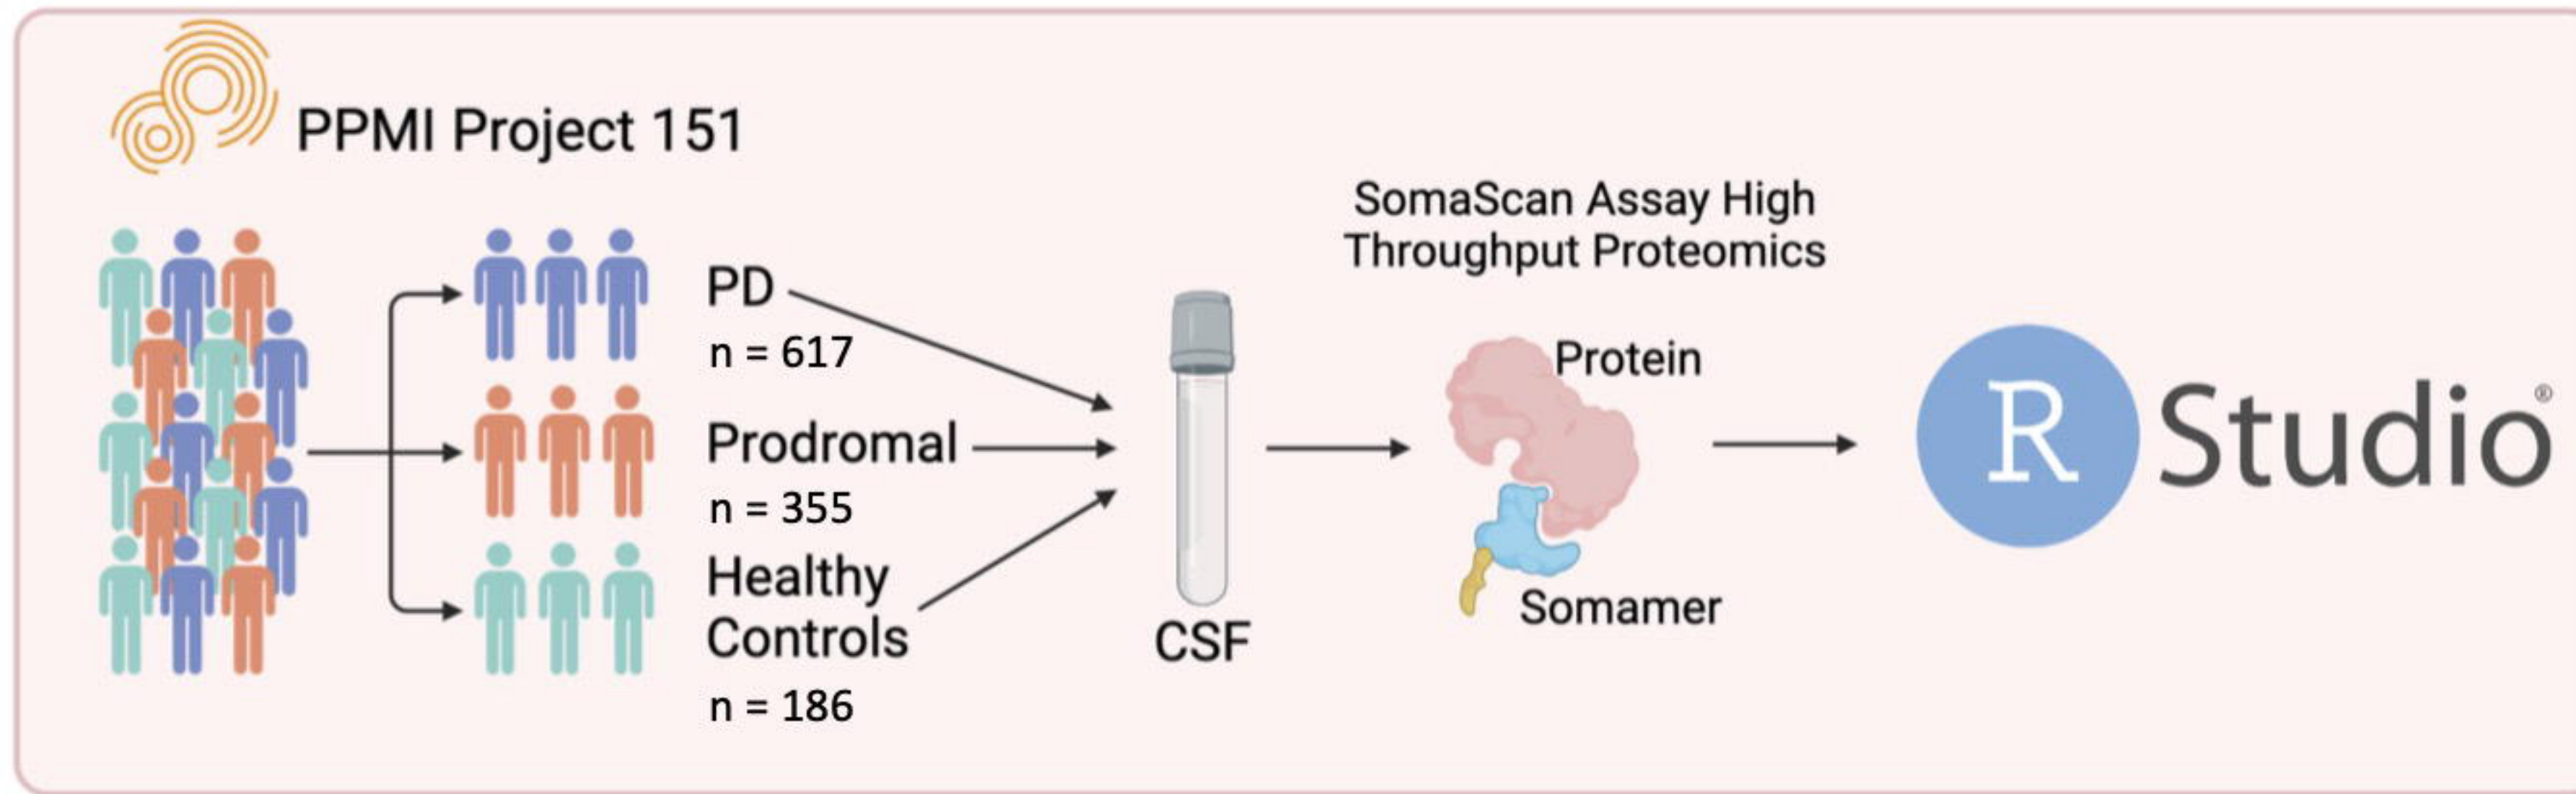 PPMI Project 151
PD
n = 617
Prodromal
n = 355
Healthy
Controls
n = 186
CSF
SomaScan Assay High
Throughput Proteomics
Protein
Somamer
R Studio®